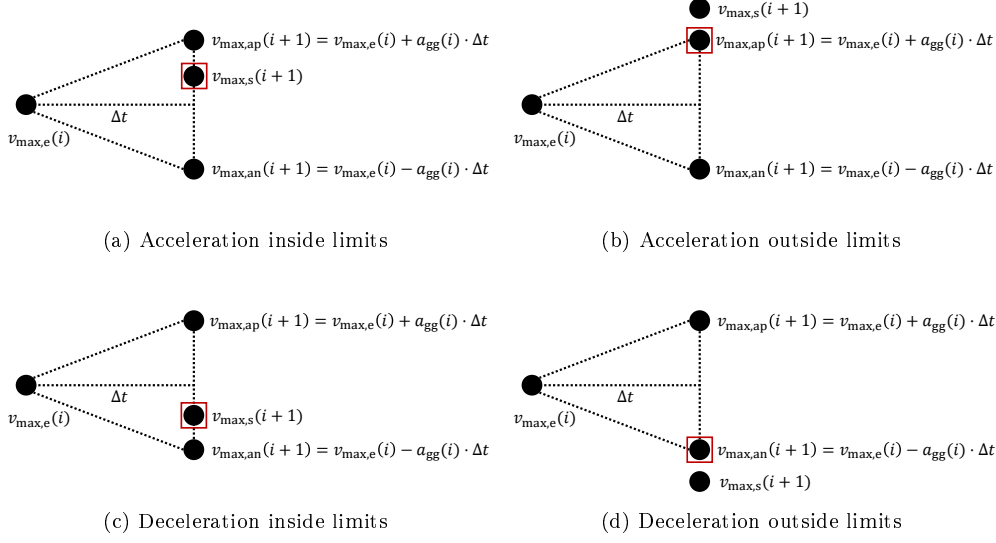 v_max,ap(i + 1) = v_max,e(i) + a_gg(i) · Δt
v_max,s(i + 1)
Δt
v_max,e(i)
v_max,an(i + 1) = v_max,e(i) − a_gg(i) · Δt
(a) Acceleration inside limits
v_max,s(i + 1)
v_max,ap(i + 1) = v_max,e(i) + a_gg(i) · Δt
Δt
v_max,e(i)
v_max,an(i + 1) = v_max,e(i) − a_gg(i) · Δt
(b) Acceleration outside limits
v_max,ap(i + 1) = v_max,e(i) + a_gg(i) · Δt
Δt
v_max,e(i)
v_max,s(i + 1)
v_max,an(i + 1) = v_max,e(i) − a_gg(i) · Δt
(c) Deceleration inside limits
v_max,ap(i + 1) = v_max,e(i) + a_gg(i) · Δt
Δt
v_max,e(i)
v_max,an(i + 1) = v_max,e(i) − a_gg(i) · Δt
v_max,s(i + 1)
(d) Deceleration outside limits